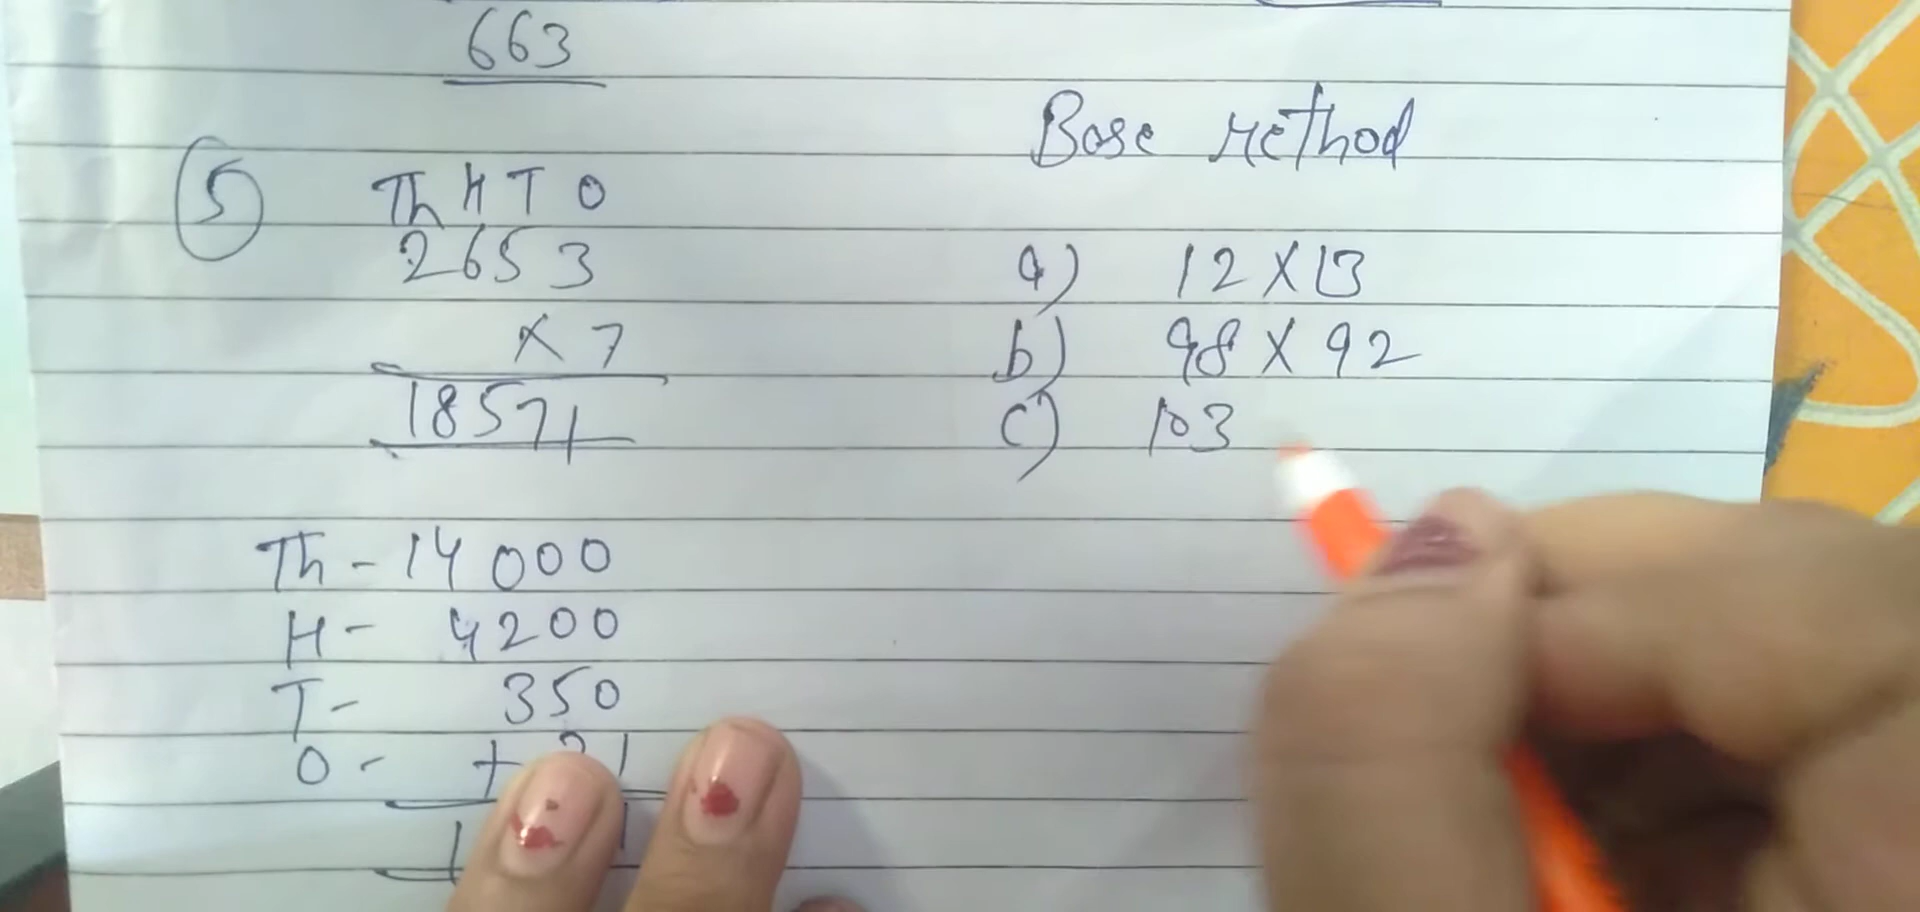 663
5
Th H T O
2653
× 7
18571
Th - 14000
H - 4200
T - 350
O - +
Base Method
a) 12 × 13
b) 98 × 92
c) 103